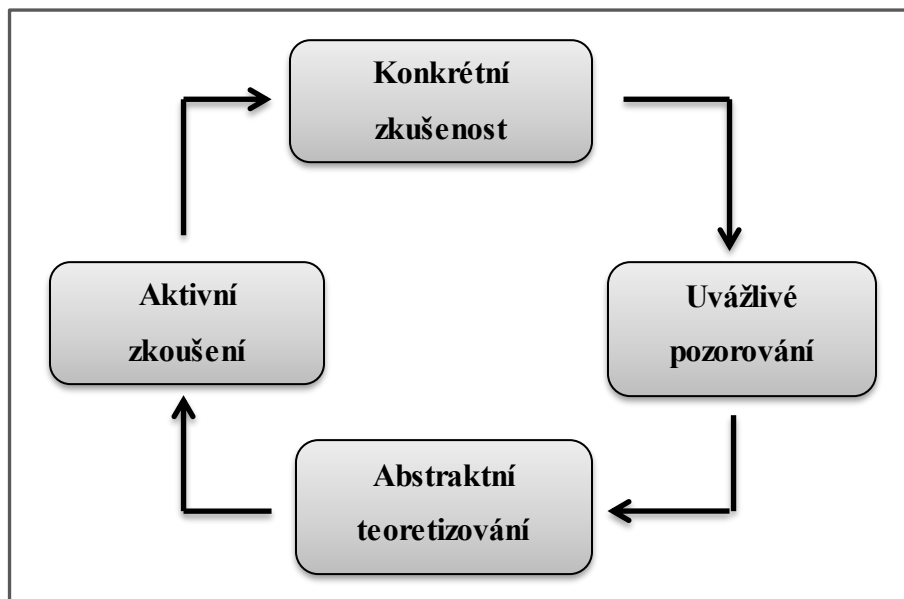 Konkrétní
zkušenost
Aktivní
zkoušení
Uvážlivé
pozorování
Abstraktní
teoretizování